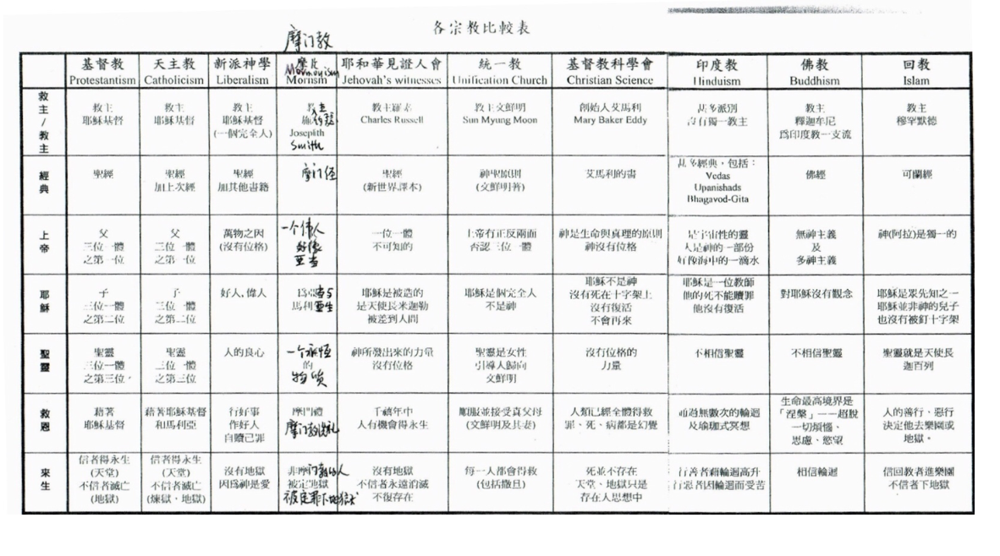 各宗教比較表
摩门教
基督教
Protestantism
天主教
Catholicism
新派神學
Liberalism
Mormonism
Mornism
耶和華見證人會
Jehovah's witnesses
統一教
Unification Church
基督教科學會
Christian Science
印度教
Hinduism
佛教
Buddhism
回教
Islam
救主/教主
教主
耶穌基督
教主
耶穌基督
教主
耶穌基督
(一個完全人)
Josepith
Smith
教主羅素
Charles Russell
教主文鮮明
Sun Myung Moon
創始人艾馬利
Mary Baker Eddy
甚多派別
沒有獨一教主
教主
釋迦牟尼
爲印度教一支流
教主
穆罕默德
經典
聖經
聖經
加上次經
聖經
加其他書籍
摩门经
聖經
(新世界譯本)
神聖原則
(文鮮明著)
艾馬利的書
甚多經典，包括：
Vedas
Upanishads
Bhagavod-Gita
佛經
可蘭經
上帝
父
三位一體
之第一位
父
三位一體
之第一位
萬物之因
(沒有位格)
一个伟人
好像
亚当
一位一體
不可知的
上帝有正反兩面
否認三位一體
神是生命與真理的原則
神沒有位格
是宇宙性的靈
人是神的一部份
好像海中的一滴水
無神主義
及
多神主義
神(阿拉)是獨一的
耶穌
子
三位一體
之第二位
子
三位一體
之第二位
好人，偉人
馬利亚生
耶穌是被造的
是天使長米迦勒
被差到人間
耶穌是個完全人
不是神
耶穌不是神
沒有死在十字架上
沒有復活
不會再來
耶穌是一位教師
他的死不能贖罪
他沒有復活
對耶穌沒有觀念
耶穌是眾先知之一
耶穌並非神的兒子
也沒有被釘十字架
聖靈
聖靈
三位一體
之第三位
聖靈
三位一體
之第三位
人的良心
一个永恒
的
物质
神所發出來的力量
沒有位格
聖靈是女性
引導人歸向
文鮮明
沒有位格的
力量
不相信聖靈
不相信聖靈
聖靈就是天使長
迦百列
救恩
藉著
耶穌基督
藉著耶穌基督
和馬利亞
行好事
作好人
自贖己罪
摩門禮
摩门教洗礼
千禧年中
人有機會得永生
順服並接受真父母
(文鮮明及其妻)
人類已經全體得救
罪、死、病都是幻覺
通過無數次的輪迴
及瑜珈式冥想
生命最高境界是
「涅槃」——超脫
一切煩惱、
思慮、慾望
人的善行、惡行
決定他去樂園或
地獄。
來生
信者得永生
(天堂)
不信者滅亡
(地獄)
信者得永生
(天堂)
不信者滅亡
(煉獄、地獄)
沒有地獄
因爲神是愛
非摩门教的人
被定地獄
被定罪下地狱
沒有地獄
不信者永遠消滅
不復存在
每一人都會得救
(包括撒旦)
死並不存在
天堂、地獄只是
存在人思想中
行善者藉輪迴高升
行惡者因輪迴而受苦
相信輪迴
信回教者進樂園
不信者下地獄